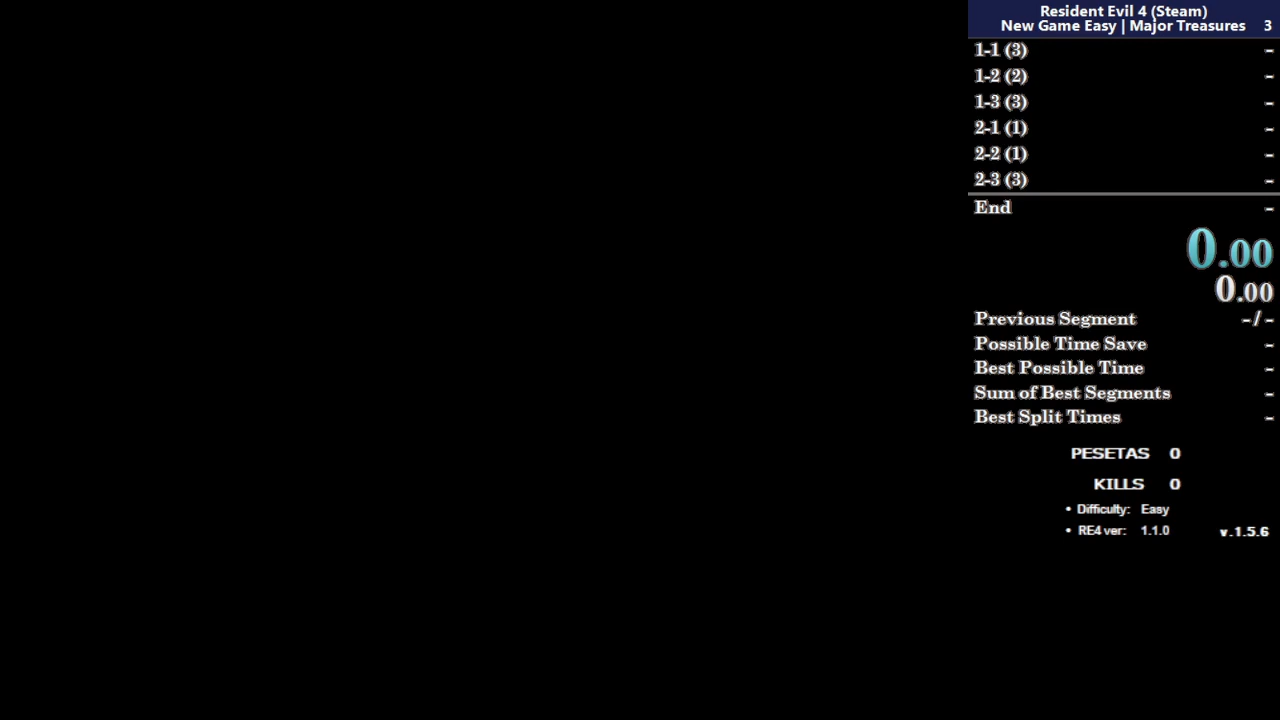 Resident Evil 4 (Steam)
New Game Easy | Major Treasures 3
1-1 (3) -
1-2 (2) -
1-3 (3) -
2-1 (1) -
2-2 (1) -
2-3 (3) -
End -
0.00
0.00
Previous Segment - / -
Possible Time Save -
Best Possible Time -
Sum of Best Segments -
Best Split Times -
PESETAS 0
KILLS 0
• Difficulty: Easy
• RE4 ver: 1.1.0 v.1.5.6